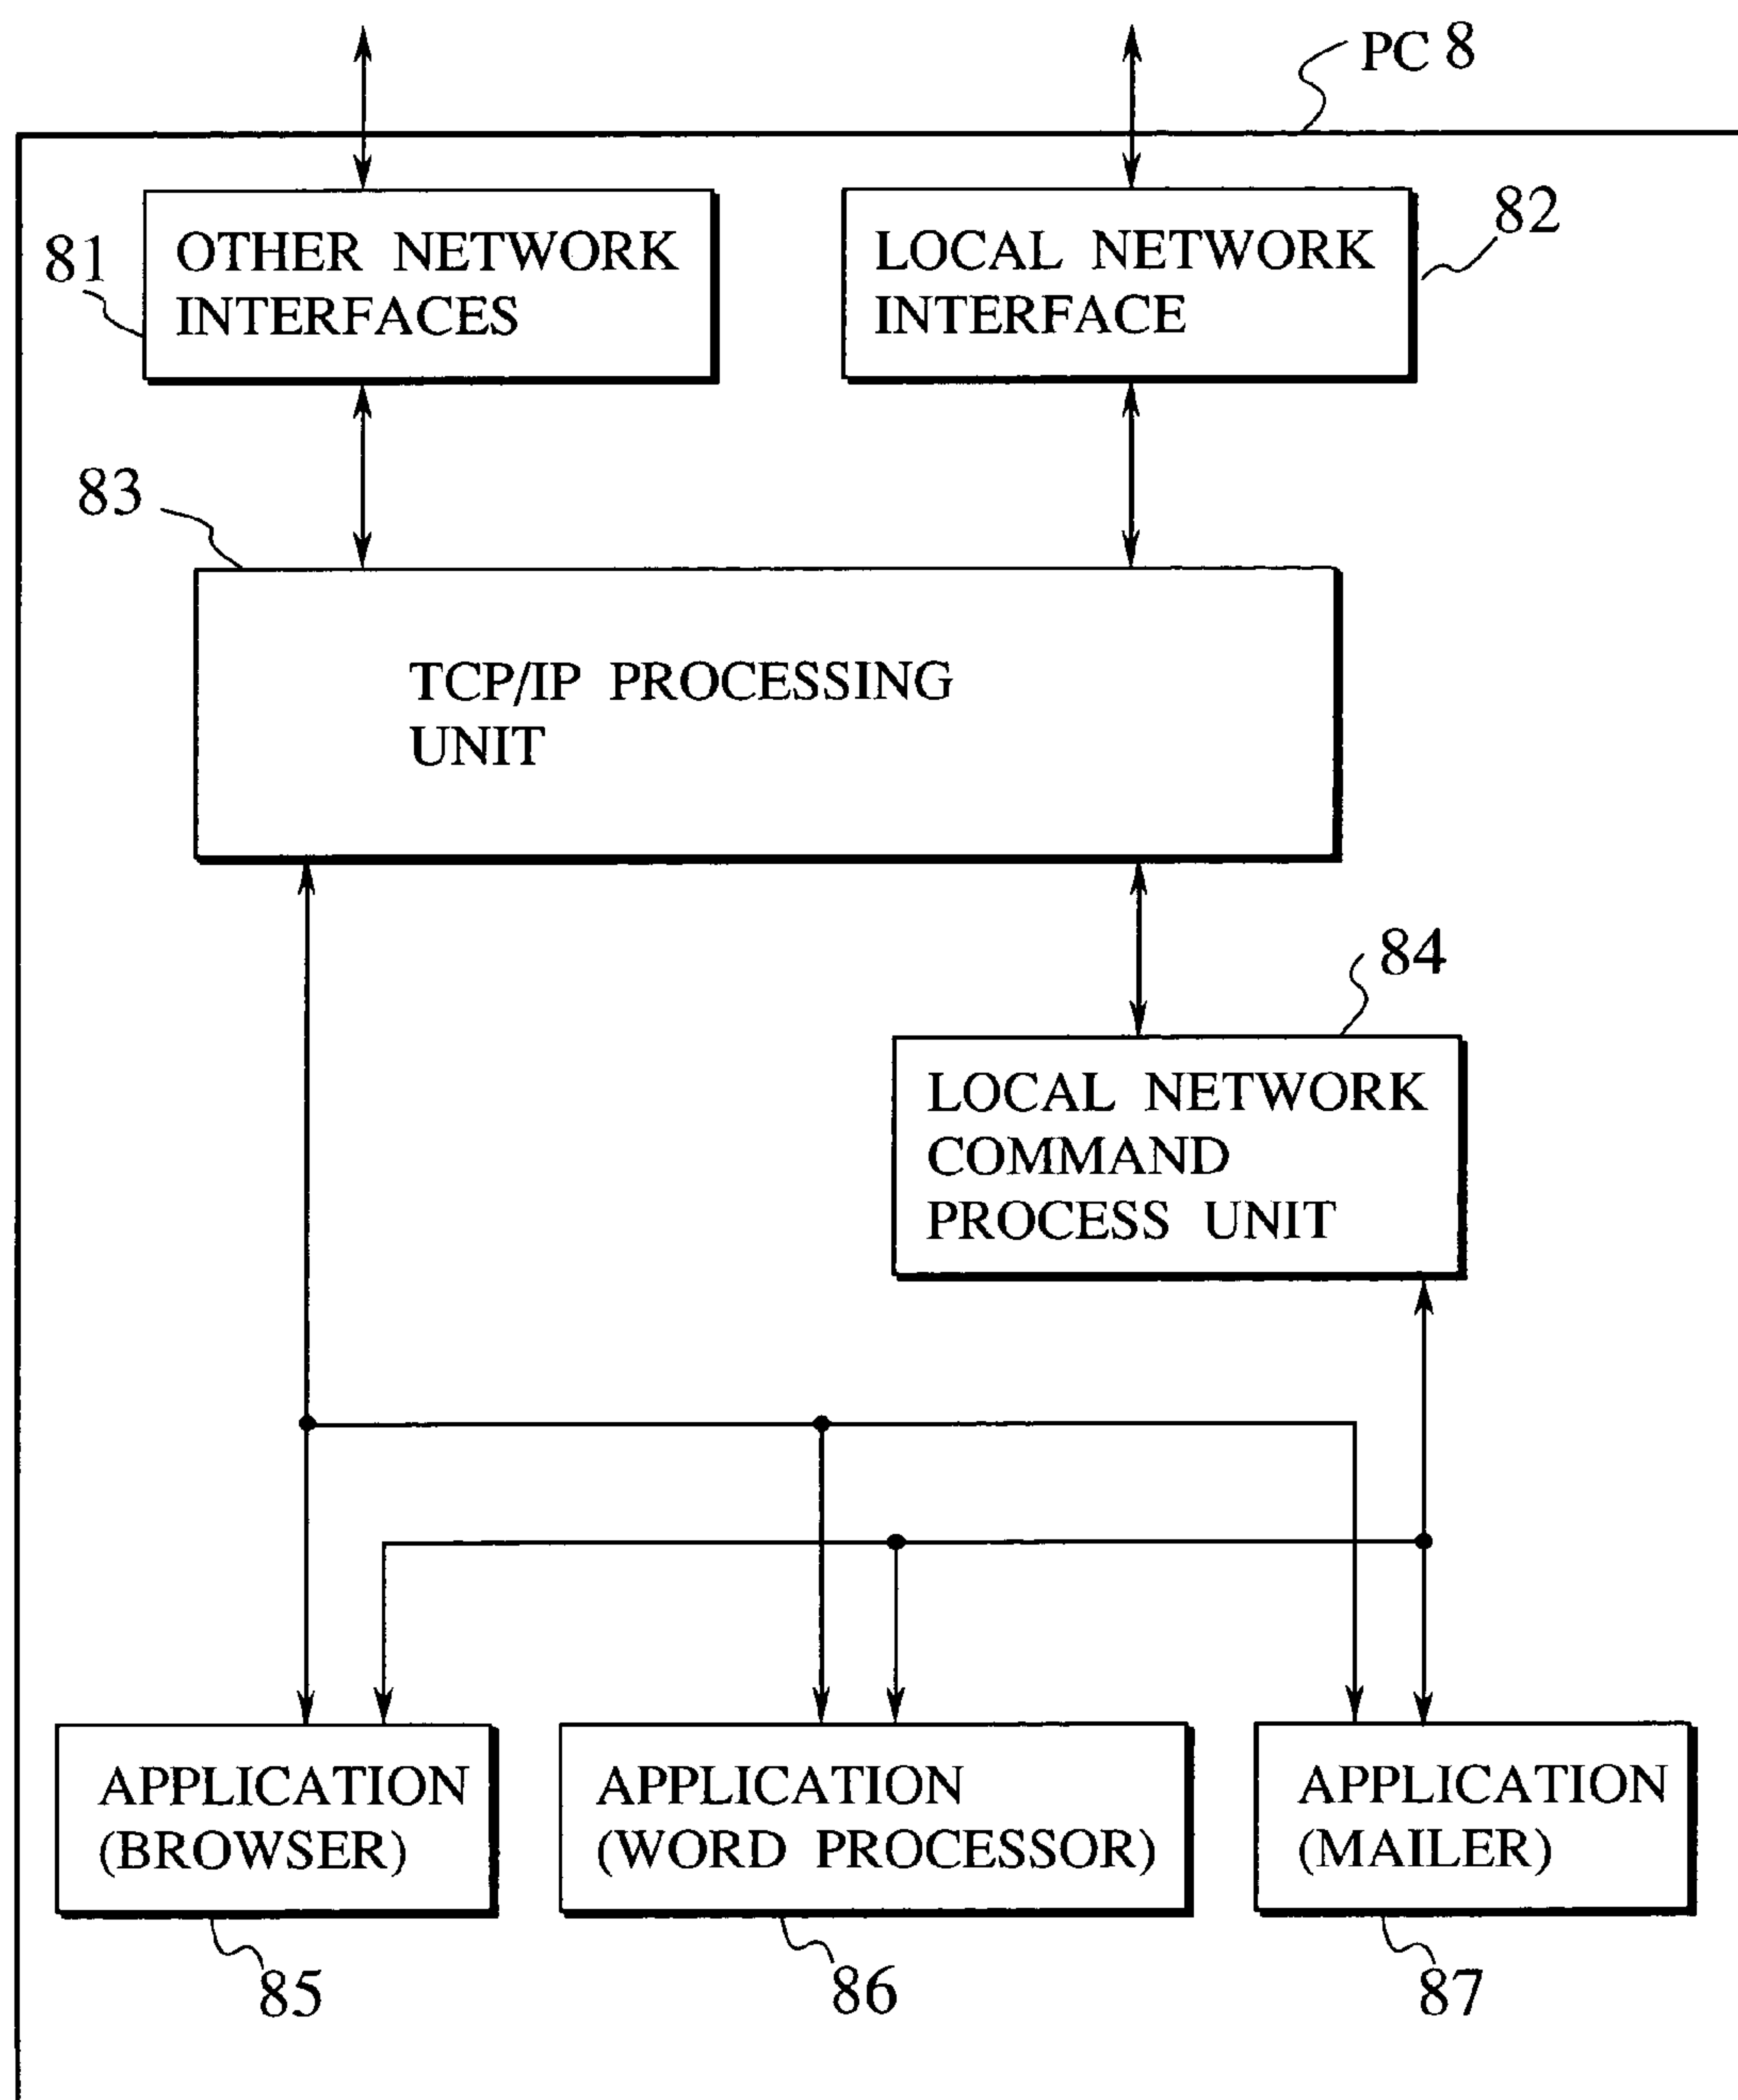 PC 8
81
OTHER NETWORK
INTERFACES
LOCAL NETWORK
INTERFACE
82
83
TCP/IP PROCESSING
UNIT
84
LOCAL NETWORK
COMMAND
PROCESS UNIT
APPLICATION
(BROWSER)
APPLICATION
(WORD PROCESSOR)
APPLICATION
(MAILER)
85
86
87